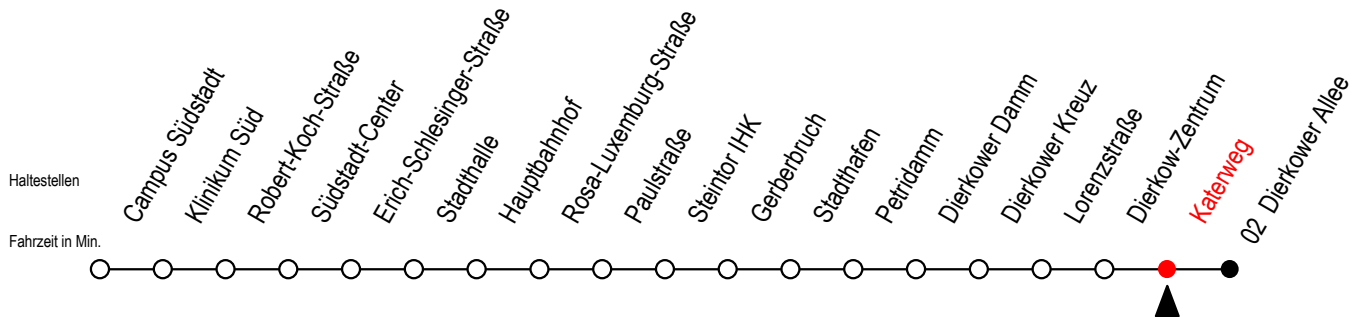 Haltestellen
Fahrzeit in Min.
Campus Südstadt
Klinikum Süd
Robert-Koch-Straße
Südstadt-Center
Erich-Schlesinger-Straße
Stadthalle
Hauptbahnhof
Rosa-Luxemburg-Straße
Paulstraße
Steintor IHK
Gerberbruch
Stadthafen
Petridamm
Dierkower Damm
Dierkower Kreuz
Lorenzstraße
Dierkow-Zentrum
Katerweg
02 Dierkower Allee